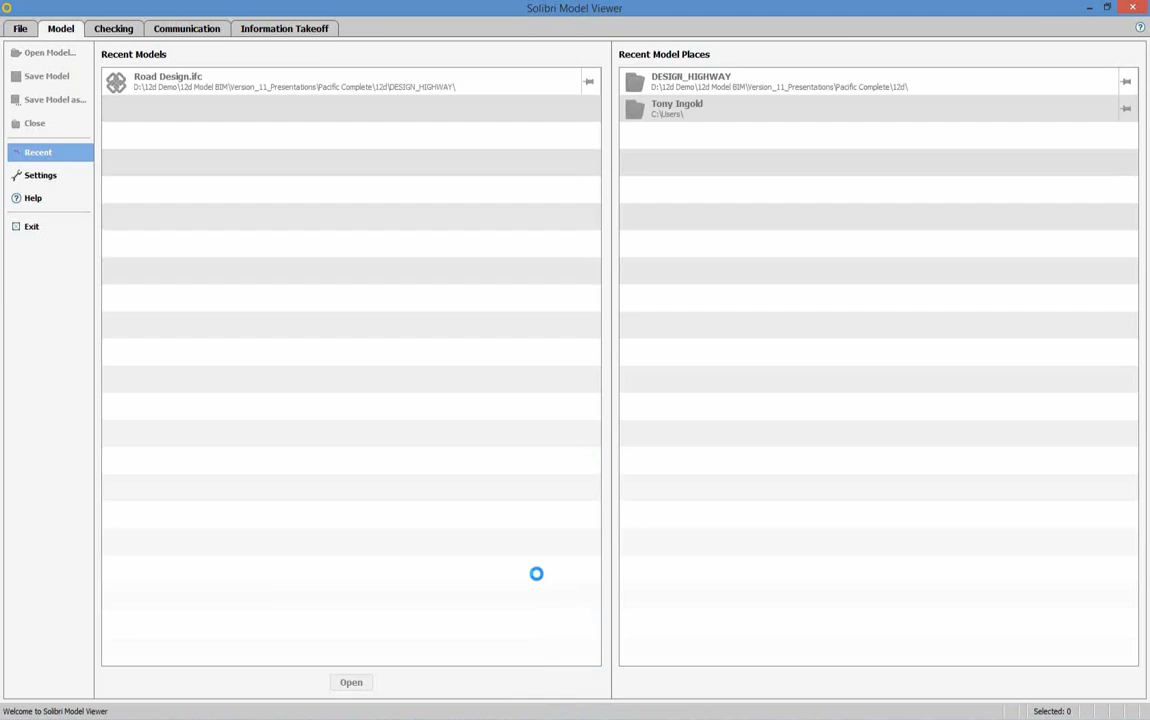 Solibri Model Viewer
File
Model
Checking
Communication
Information Takeoff
Open Model...
Save Model
Save Model as...
Close
Recent
Settings
Help
Exit
Recent Models
Road Design.ifc
D:\12d Demo\12d Model BIM\Version_11_Presentations\Pacific Complete\12d\DESIGN_HIGHWAY\
Open
Recent Model Places
DESIGN_HIGHWAY
D:\12d Demo\12d Model BIM\Version_11_Presentations\Pacific Complete\12d\
Tony Ingold
C:\Users\
Welcome to Solibri Model Viewer
Selected: 0